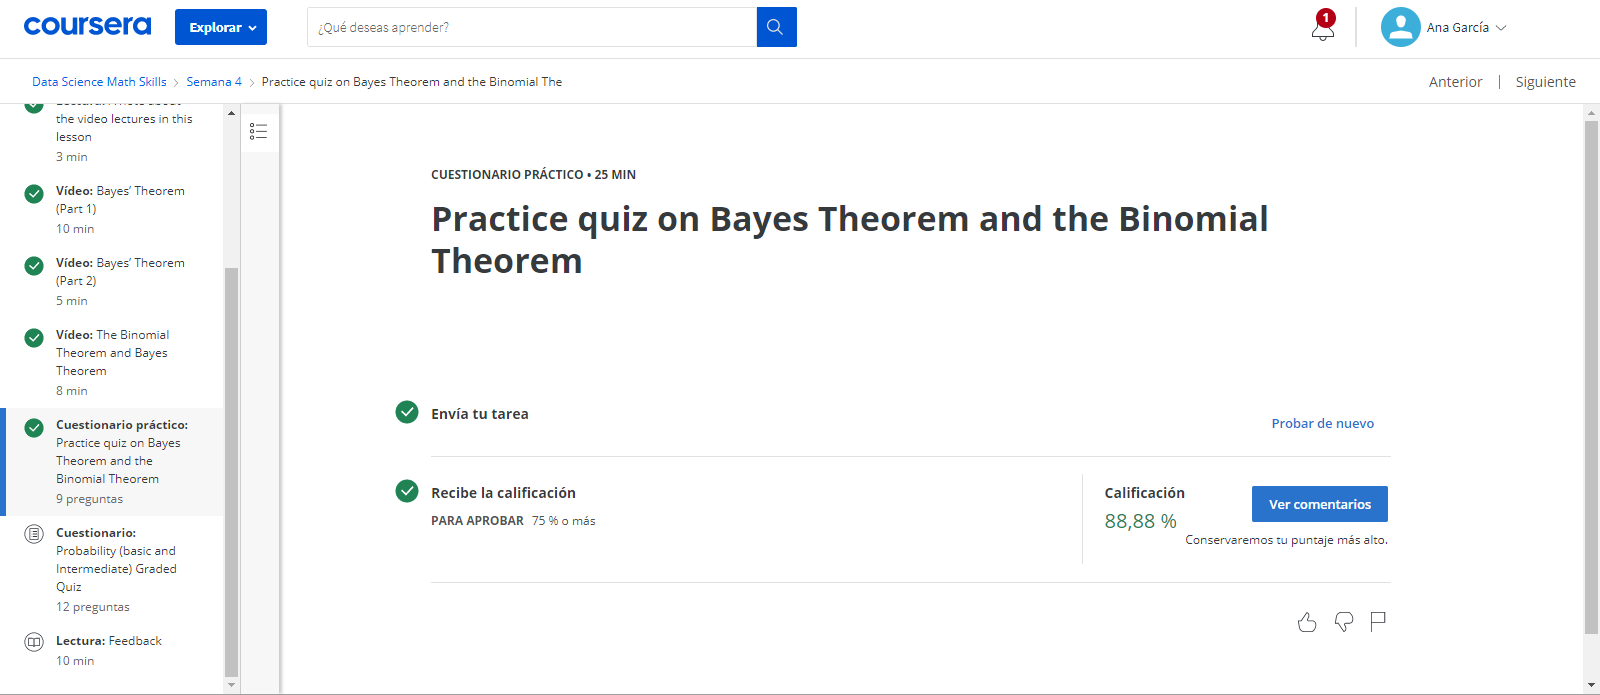 coursera
Explorar
¿Qué deseas aprender?
1
Ana García
Data Science Math Skills > Semana 4 > Practice quiz on Bayes Theorem and the Binomial The
Anterior | Siguiente
the video lectures in this
lesson
3 min
Vídeo: Bayes’ Theorem
(Part 1)
10 min
Vídeo: Bayes’ Theorem
(Part 2)
5 min
Vídeo: The Binomial
Theorem and Bayes
Theorem
8 min
Cuestionario práctico:
Practice quiz on Bayes
Theorem and the
Binomial Theorem
9 preguntas
Cuestionario:
Probability (basic and
Intermediate) Graded
Quiz
12 preguntas
Lectura: Feedback
10 min
CUESTIONARIO PRÁCTICO • 25 MIN
Practice quiz on Bayes Theorem and the Binomial
Theorem
Envía tu tarea
Probar de nuevo
Recibe la calificación
PARA APROBAR 75 % o más
Calificación
88,88 %
Ver comentarios
Conservaremos tu puntaje más alto.